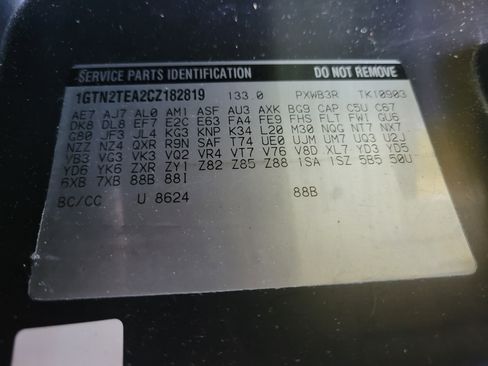 SERVICE PARTS IDENTIFICATION DO NOT REMOVE
1GTN2TEA2CZ182819 133.0 PXWB3R TK10903
AE7 AJ7 AL0 AM1 ASF AU3 AXK BG9 CAP C5U C67
DK8 DL8 EF7 E2C E63 FA4 FE9 FHS FLT FWI GU6
G80 JF3 JL4 KG3 KNP K34 L20 M30 NQG NT7 NX7
NZZ NZ4 QXR R9N SAF T74 UE0 UJM UM7 UQ3 U2J
VB3 VG3 VK3 VQ2 VR4 VT7 V76 V8D XL7 YD3 YD5
YD6 YK6 ZXR ZY1 Z82 Z85 Z88 1SA 1SZ 5B5 50U
6XB 7XB 88B 88I
BC/CC U 8624 88B